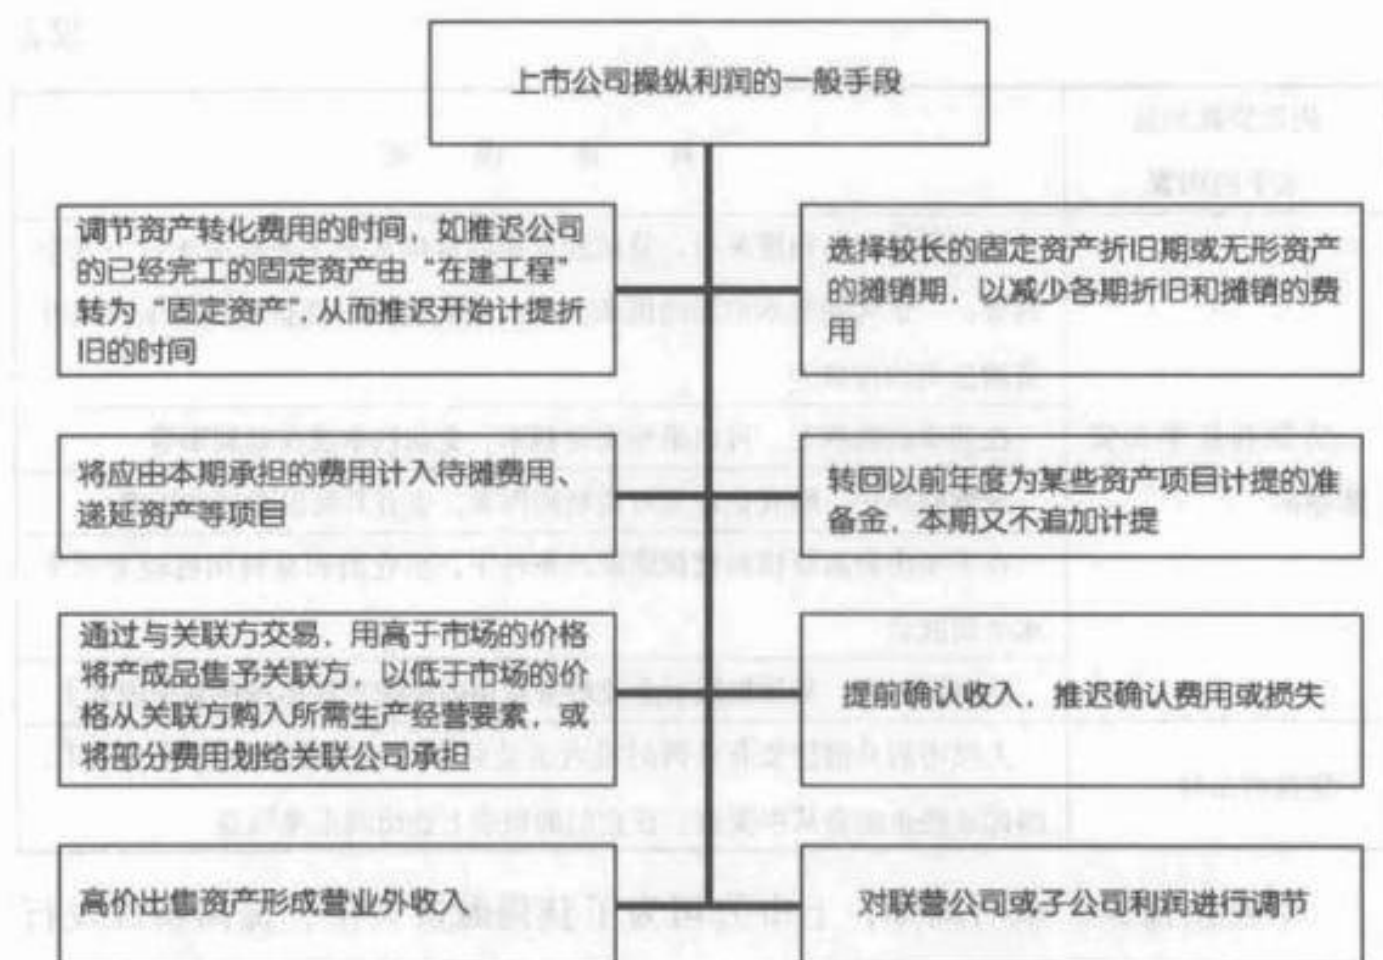 上市公司操纵利润的一般手段
调节资产转化费用的时间，如推迟公司
的已经完工的固定资产由“在建工程”
转为“固定资产”，从而推迟开始计提折
旧的时间
选择较长的固定资产折旧期或无形资产
的摊销期，以减少各期折旧和摊销的费
用
将应由本期承担的费用计入待摊费用、
递延资产等项目
转回以前年度为某些资产项目计提的准
备金，本期又不追加计提
通过与关联方交易，用高于市场的价格
将产成品售予关联方，以低于市场的价
格从关联方购入所需生产经营要素，或
将部分费用划给关联公司承担
提前确认收入，推迟确认费用或损失
高价出售资产形成营业外收入
对联营公司或子公司利润进行调节